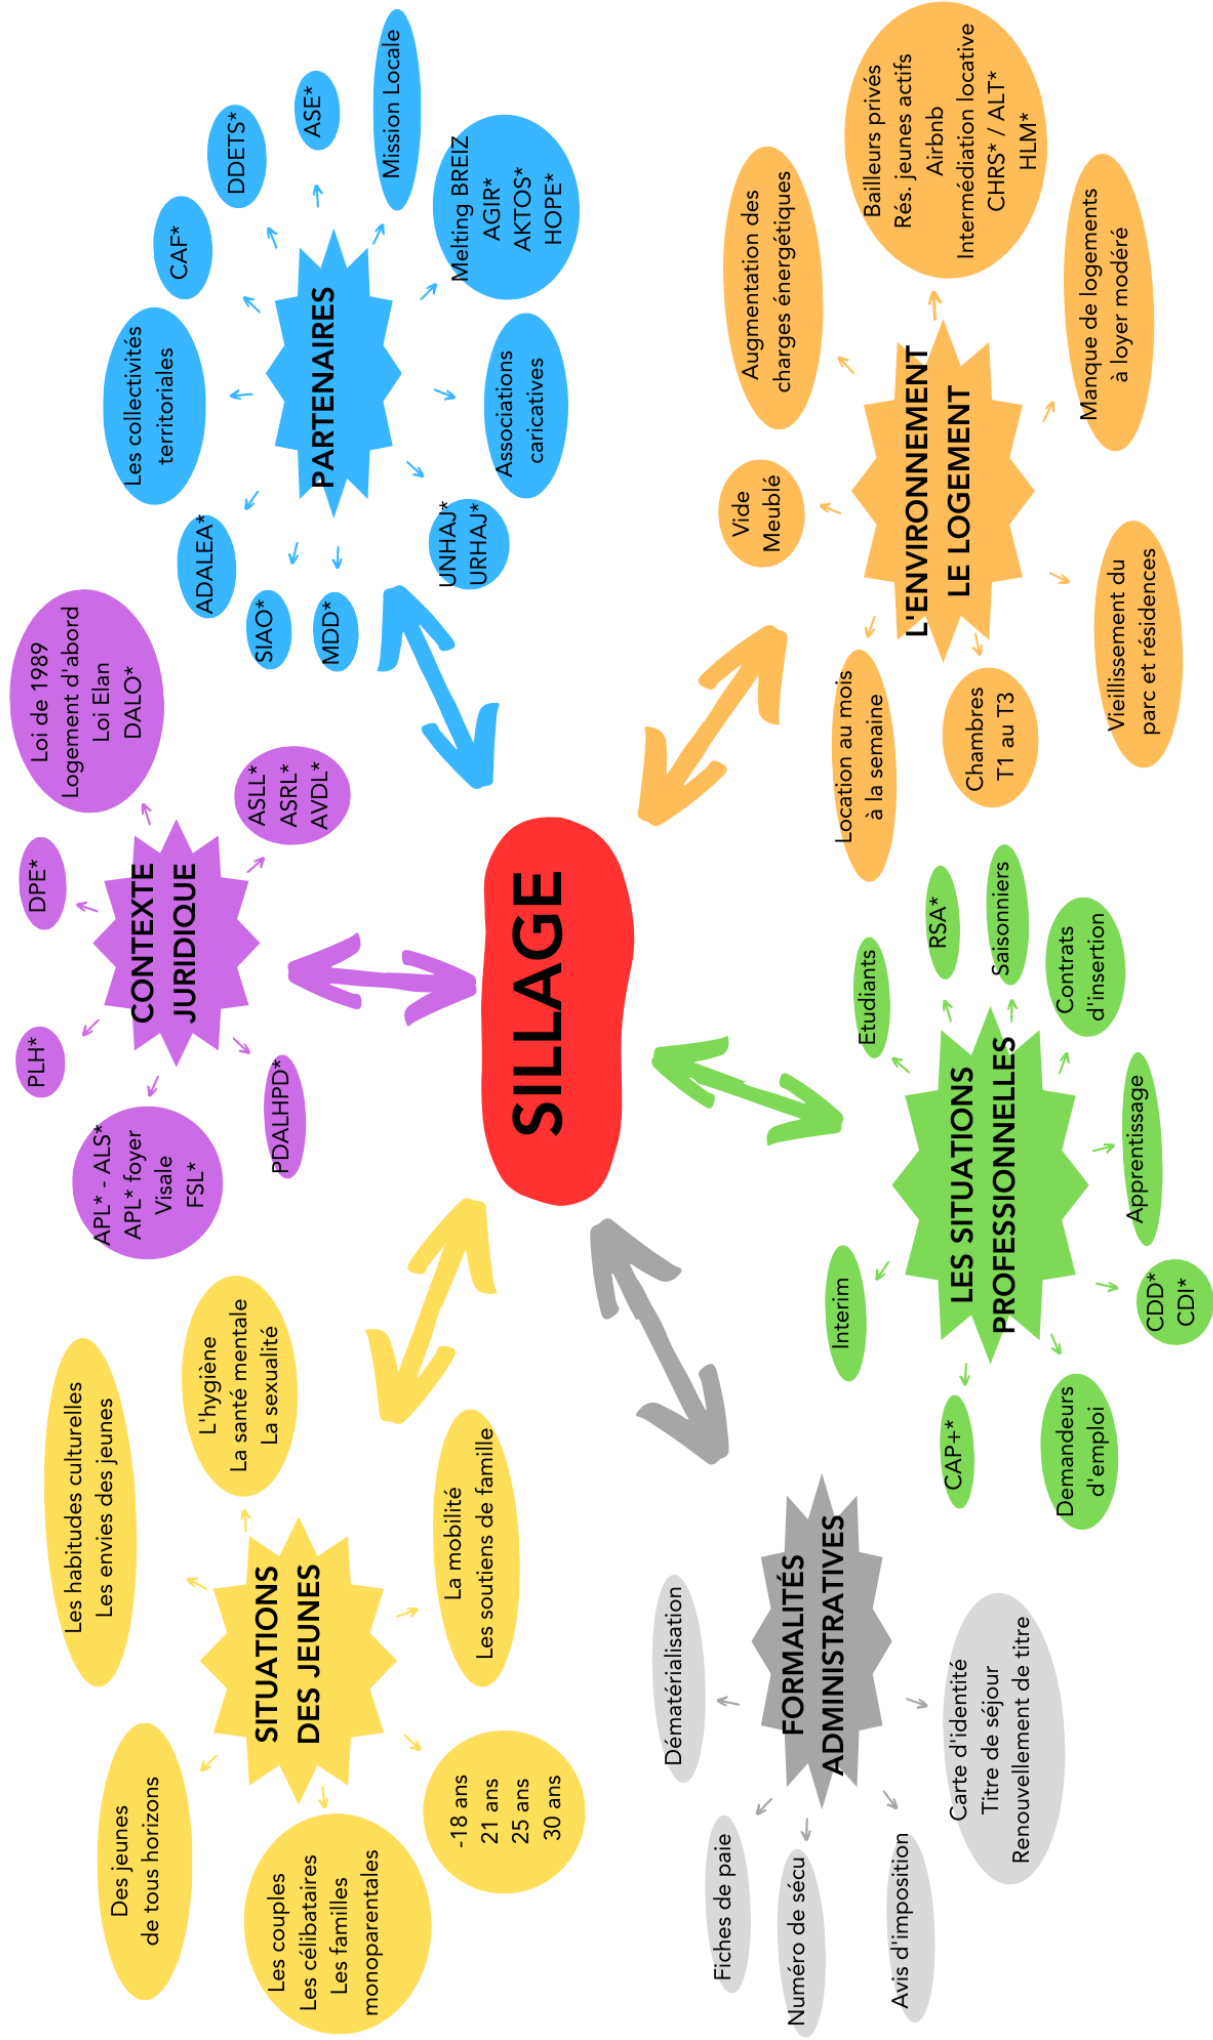 SILLAGE
SITUATIONS
DES JEUNES
Des jeunes
de tous horizons
Les habitudes culturelles
Les envies des jeunes
L'hygiène
La santé mentale
La sexualité
Les couples
Les célibataires
Les familles
monoparentales
-18 ans
21 ans
25 ans
30 ans
La mobilité
Les soutiens de famille
CONTEXTE
JURIDIQUE
PLH*
DPE*
Loi de 1989
Logement d'abord
Loi Elan
DALO*
APL* - ALS*
APL* foyer
Visale
FSL*
PDALHPD*
ASLL*
ASRL*
AVDL*
PARTENAIRES
Les collectivités
territoriales
CAF*
DDETS*
ASE*
Mission Locale
ADALEA*
SIAO*
MDD*
UNHAJ*
URHAJ*
Associations
caricatives
Melting BREIZ
AGIR*
AKTOS*
HOPE*
FORMALITÉS
ADMINISTRATIVES
Dématérialisation
Fiches de paie
Numéro de sécu
Avis d'imposition
Carte d'identité
Titre de séjour
Renouvellement de titre
LES SITUATIONS
PROFESSIONNELLES
Interim
Etudiants
RSA*
Saisonniers
Contrats
d'insertion
CAP+*
Demandeurs
d'emploi
CDD*
CDI*
Apprentissage
L'ENVIRONNEMENT
LE LOGEMENT
Vide
Meublé
Augmentation des
charges énergétiques
Bailleurs privés
Rés. jeunes actifs
Airbnb
Intermédiation locative
CHRS* / ALT*
HLM*
Location au mois
à la semaine
Chambres
T1 au T3
Vieillissement du
parc et résidences
Manque de logements
à loyer modéré